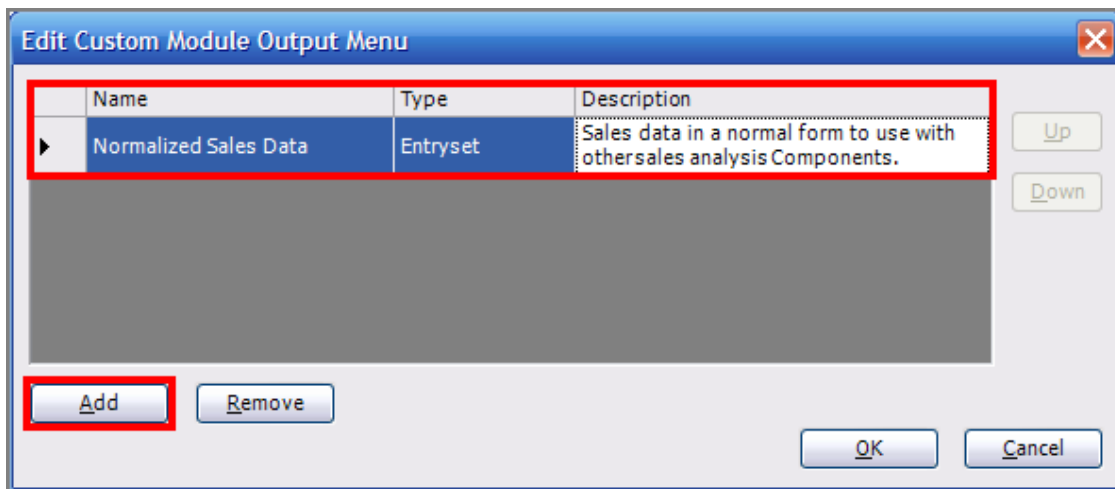 Edit Custom Module Output Menu
Name Type Description
Normalized Sales Data Entryset Sales data in a normal form to use with
othersales analysis Components.
Up
Down
Add Remove
OK Cancel